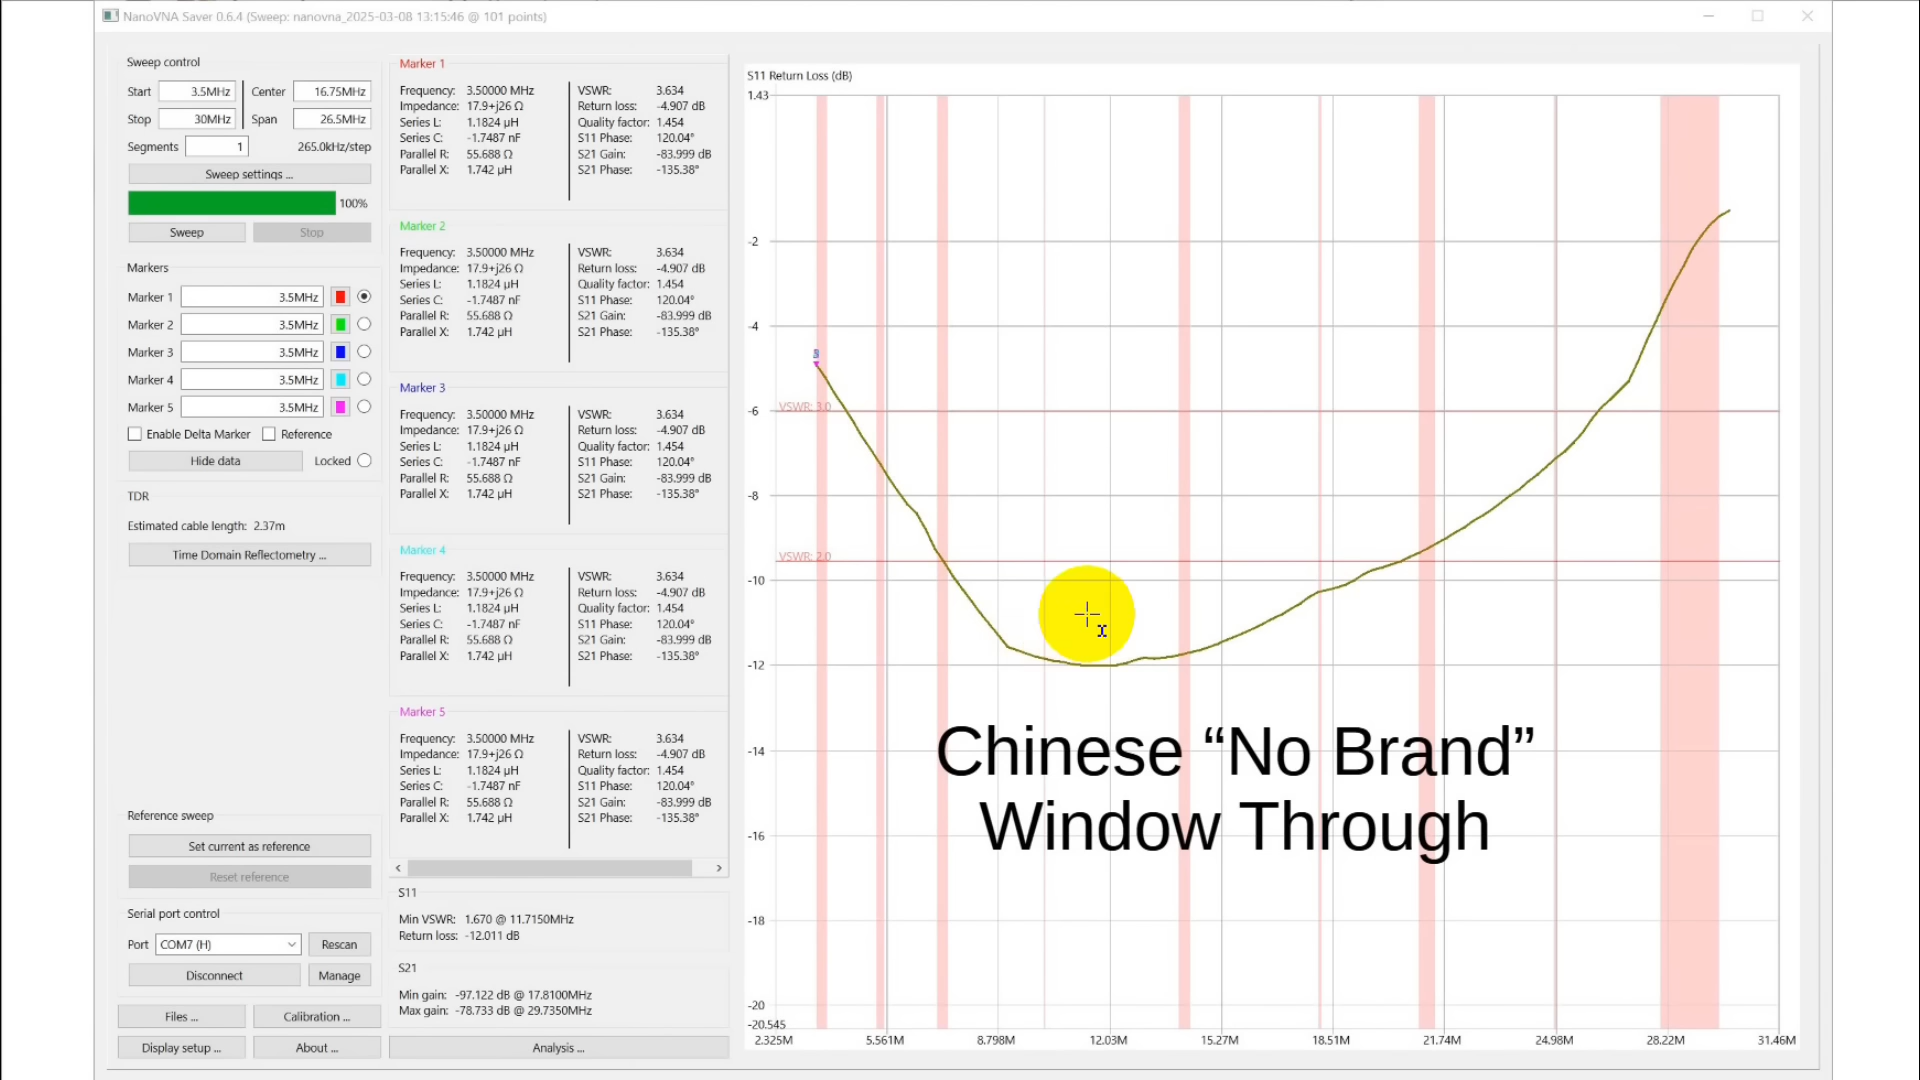 NanoVNA Saver 0.6.4 (Sweep: nanovna_2025-03-08 13:15:46 @ 101 points)
Sweep control
Start 3.5MHz Center 16.75MHz
Stop 30MHz Span 26.5MHz
Segments 1 265.0kHz/step
Sweep settings ...
100%
Sweep Stop
Markers
Marker 1 3.5MHz
Marker 2 3.5MHz
Marker 3 3.5MHz
Marker 4 3.5MHz
Marker 5 3.5MHz
Enable Delta Marker Reference
Hide data Locked
TDR
Estimated cable length: 2.37m
Time Domain Reflectometry ...
Reference sweep
Set current as reference
Reset reference
Serial port control
Port COM7 (H) Rescan
Disconnect Manage
Files ... Calibration ...
Display setup ... About ...
Marker 1
Frequency: 3.50000 MHz VSWR: 3.634
Impedance: 17.9+j26 Ω Return loss: -4.907 dB
Series L: 1.1824 μH Quality factor: 1.454
Series C: -1.7487 nF S11 Phase: 120.04°
Parallel R: 55.688 Ω S21 Gain: -83.999 dB
Parallel X: 1.742 μH S21 Phase: -135.38°
Marker 2
Frequency: 3.50000 MHz VSWR: 3.634
Impedance: 17.9+j26 Ω Return loss: -4.907 dB
Series L: 1.1824 μH Quality factor: 1.454
Series C: -1.7487 nF S11 Phase: 120.04°
Parallel R: 55.688 Ω S21 Gain: -83.999 dB
Parallel X: 1.742 μH S21 Phase: -135.38°
Marker 3
Frequency: 3.50000 MHz VSWR: 3.634
Impedance: 17.9+j26 Ω Return loss: -4.907 dB
Series L: 1.1824 μH Quality factor: 1.454
Series C: -1.7487 nF S11 Phase: 120.04°
Parallel R: 55.688 Ω S21 Gain: -83.999 dB
Parallel X: 1.742 μH S21 Phase: -135.38°
Marker 4
Frequency: 3.50000 MHz VSWR: 3.634
Impedance: 17.9+j26 Ω Return loss: -4.907 dB
Series L: 1.1824 μH Quality factor: 1.454
Series C: -1.7487 nF S11 Phase: 120.04°
Parallel R: 55.688 Ω S21 Gain: -83.999 dB
Parallel X: 1.742 μH S21 Phase: -135.38°
Marker 5
Frequency: 3.50000 MHz VSWR: 3.634
Impedance: 17.9+j26 Ω Return loss: -4.907 dB
Series L: 1.1824 μH Quality factor: 1.454
Series C: -1.7487 nF S11 Phase: 120.04°
Parallel R: 55.688 Ω S21 Gain: -83.999 dB
Parallel X: 1.742 μH S21 Phase: -135.38°
S11
Min VSWR: 1.670 @ 11.7150MHz
Return loss: -12.011 dB
S21
Min gain: -97.122 dB @ 17.8100MHz
Max gain: -78.733 dB @ 29.7350MHz
Analysis ...
S11 Return Loss (dB)
1.43
-2
-4
VSWR: 3.0
-6
-8
VSWR: 2.0
-10
-12
Chinese “No Brand”
-14
Window Through
-16
-18
-20
-20.545
2.325M 5.561M 8.798M 12.03M 15.27M 18.51M 21.74M 24.98M 28.22M 31.46M